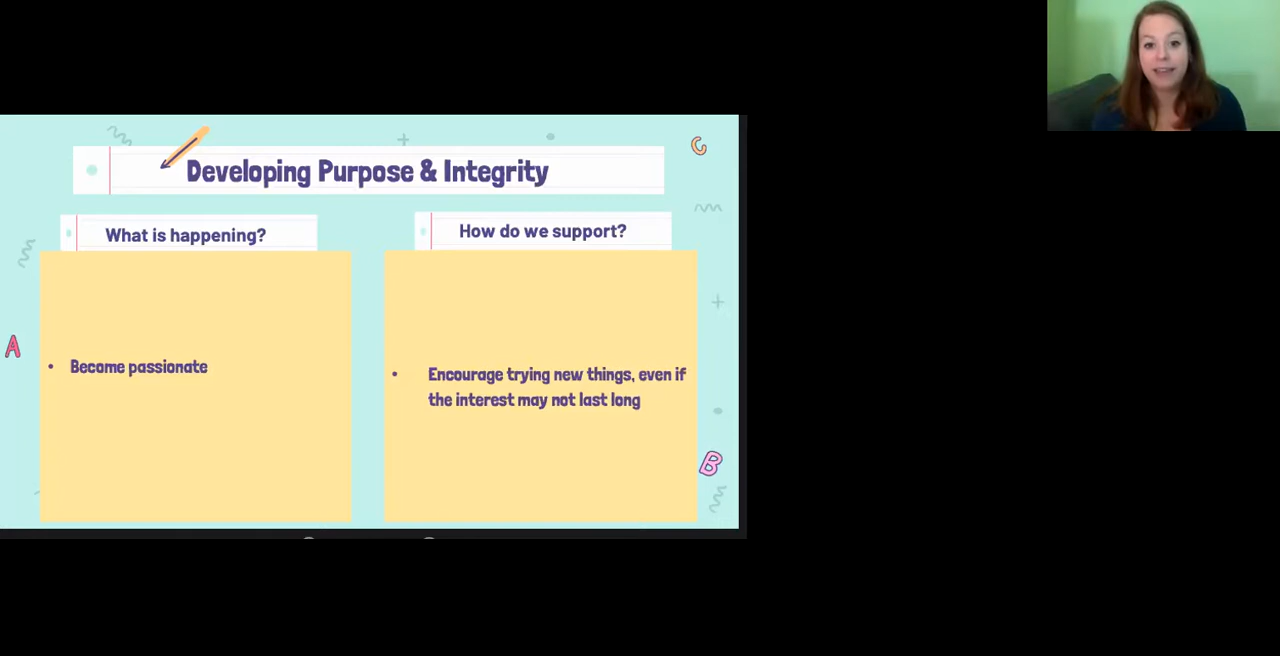 Developing Purpose & Integrity
What is happening?
How do we support?
• Become passionate
• Encourage trying new things, even if
the interest may not last long
C
A
B